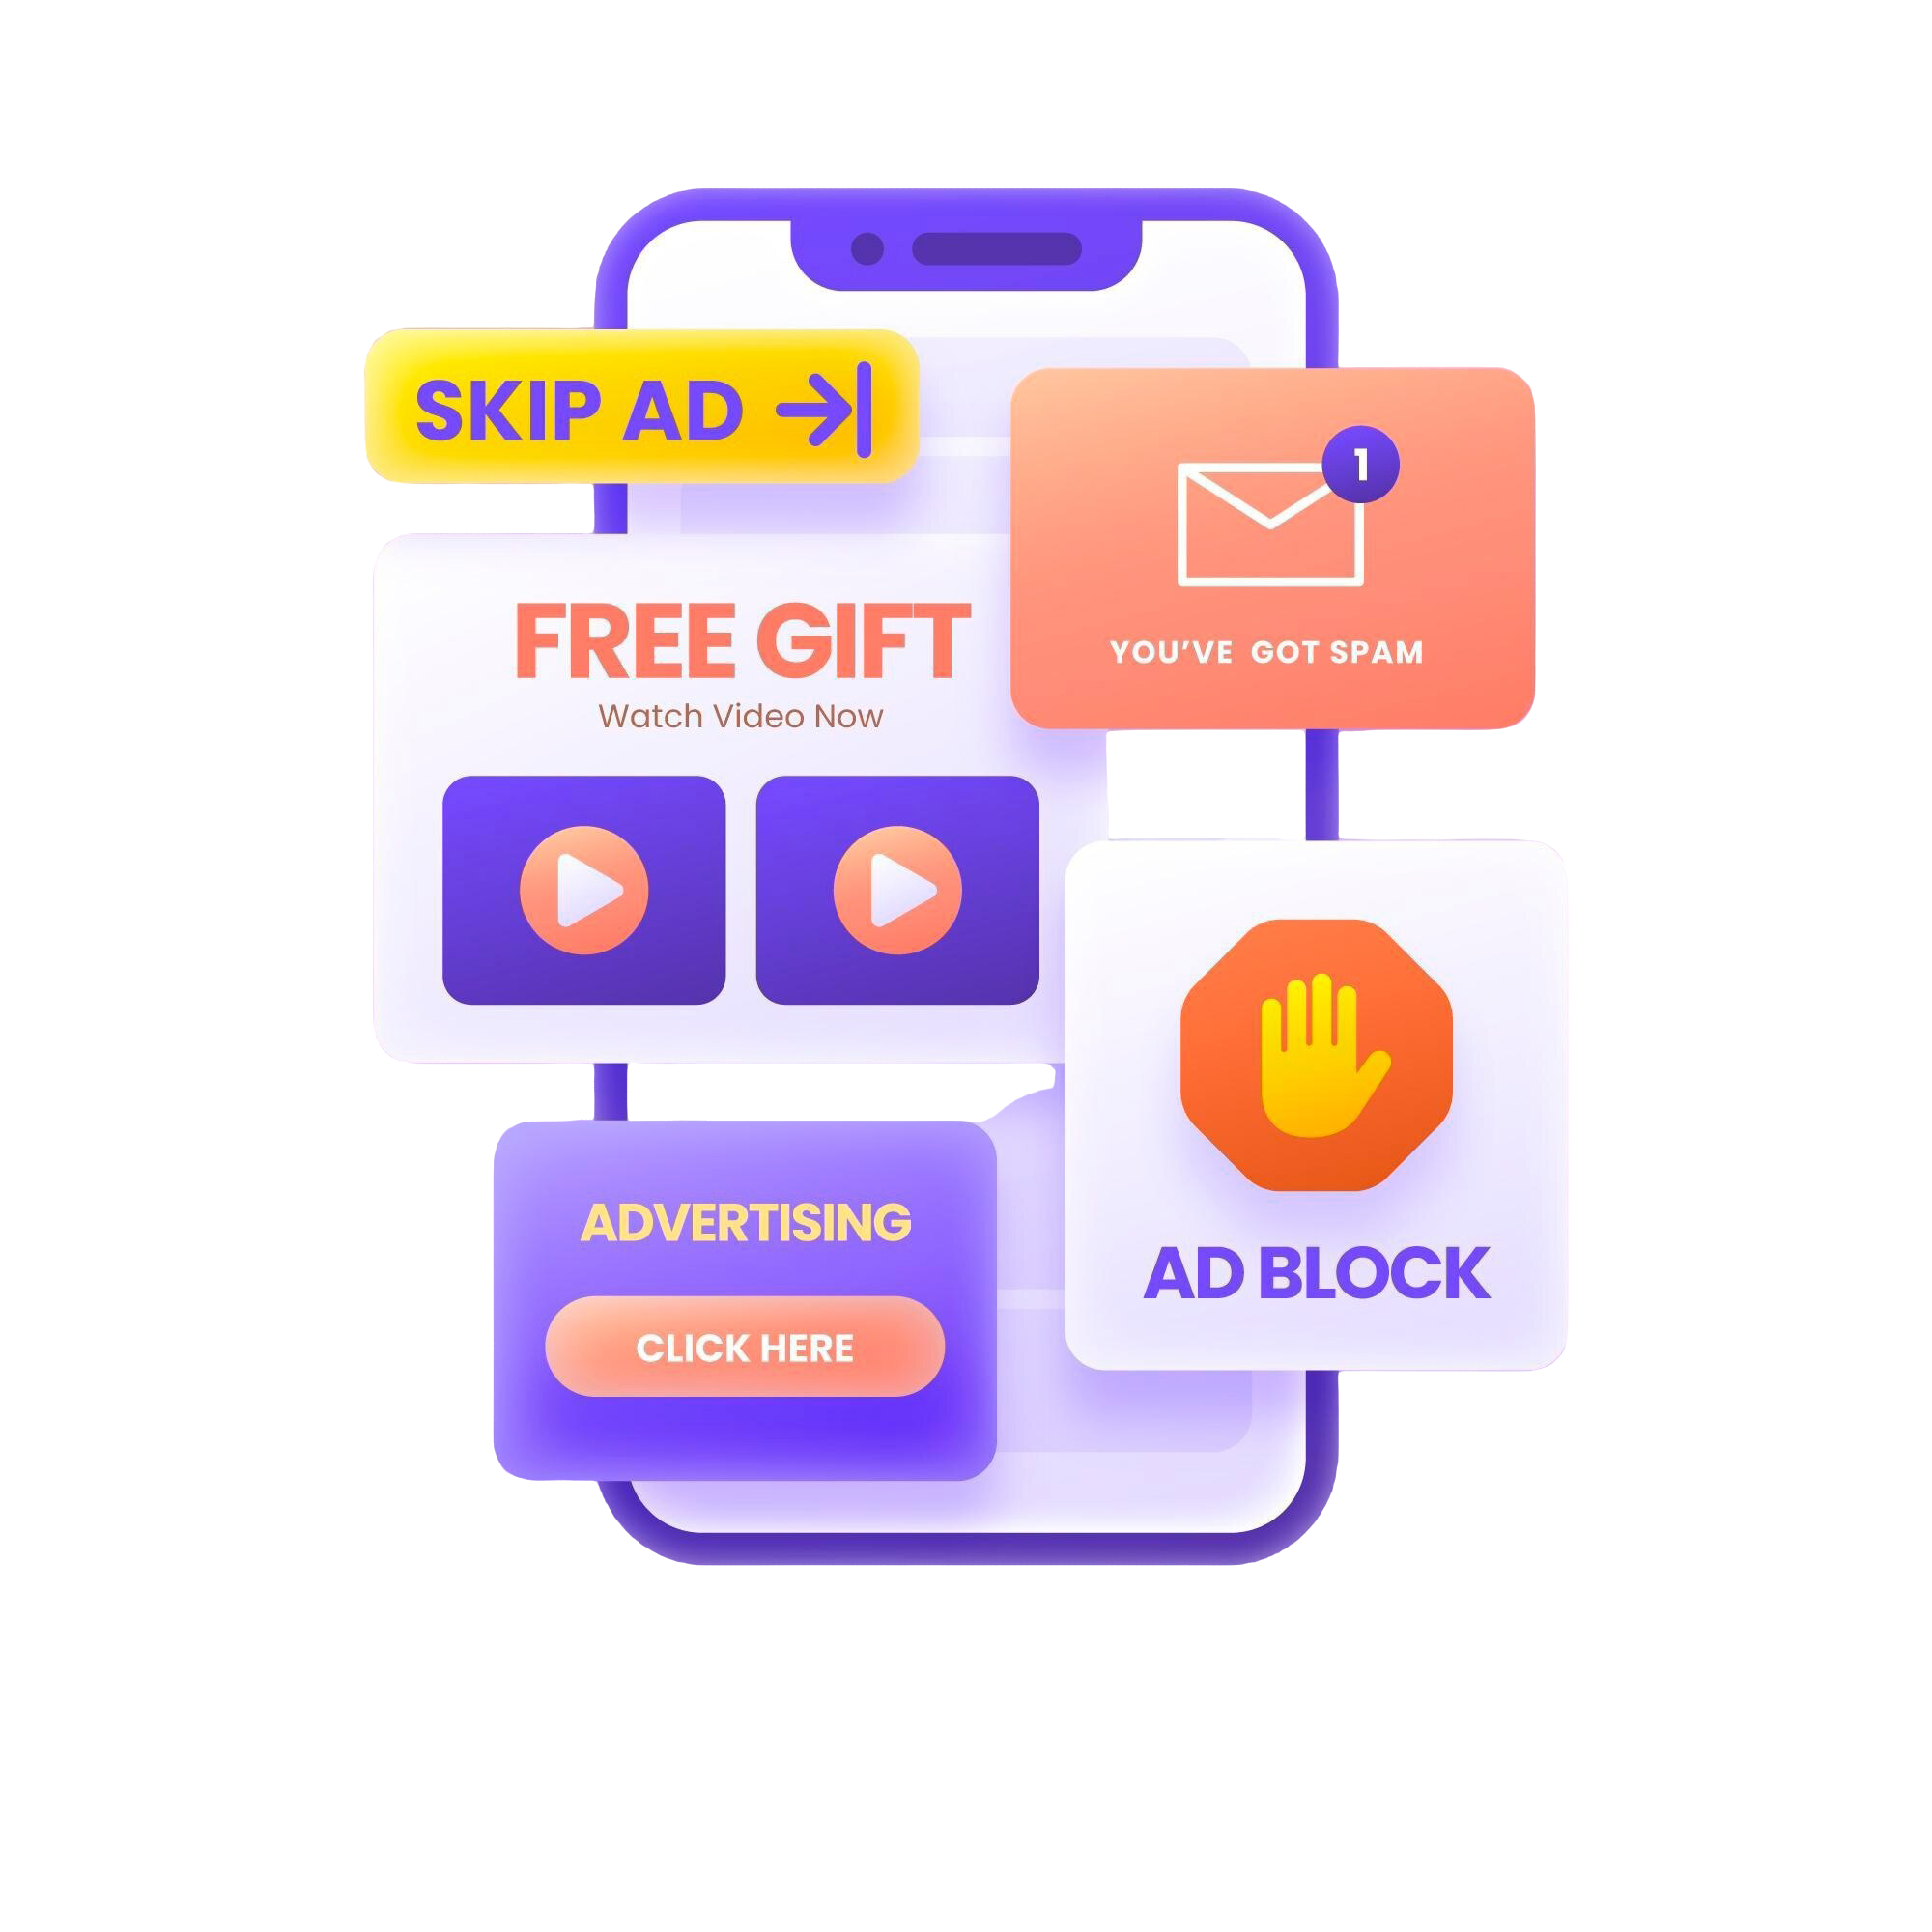 SKIP AD
1
YOU'VE GOT SPAM
FREE GIFT
Watch Video Now
AD BLOCK
ADVERTISING
CLICK HERE